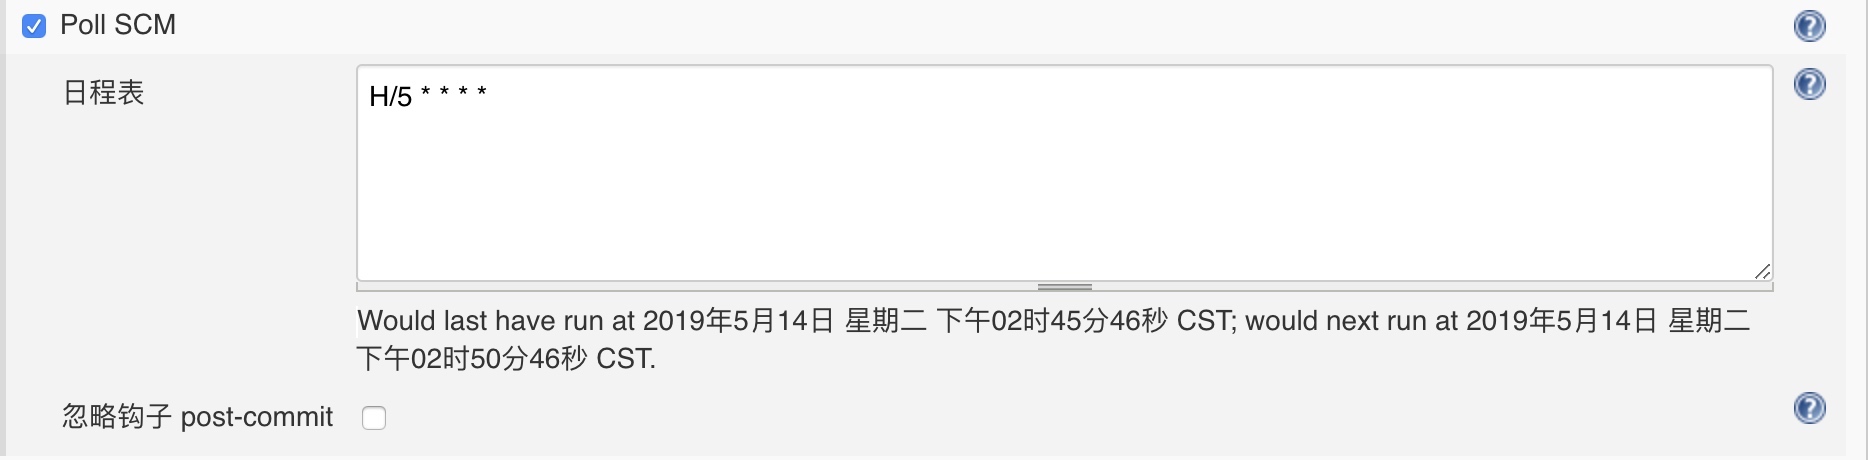 Poll SCM
日程表
H/5 * * * *
Would last have run at 2019年5月14日 星期二 下午02时45分46秒 CST; would next run at 2019年5月14日 星期二
下午02时50分46秒 CST.
忽略钩子 post-commit